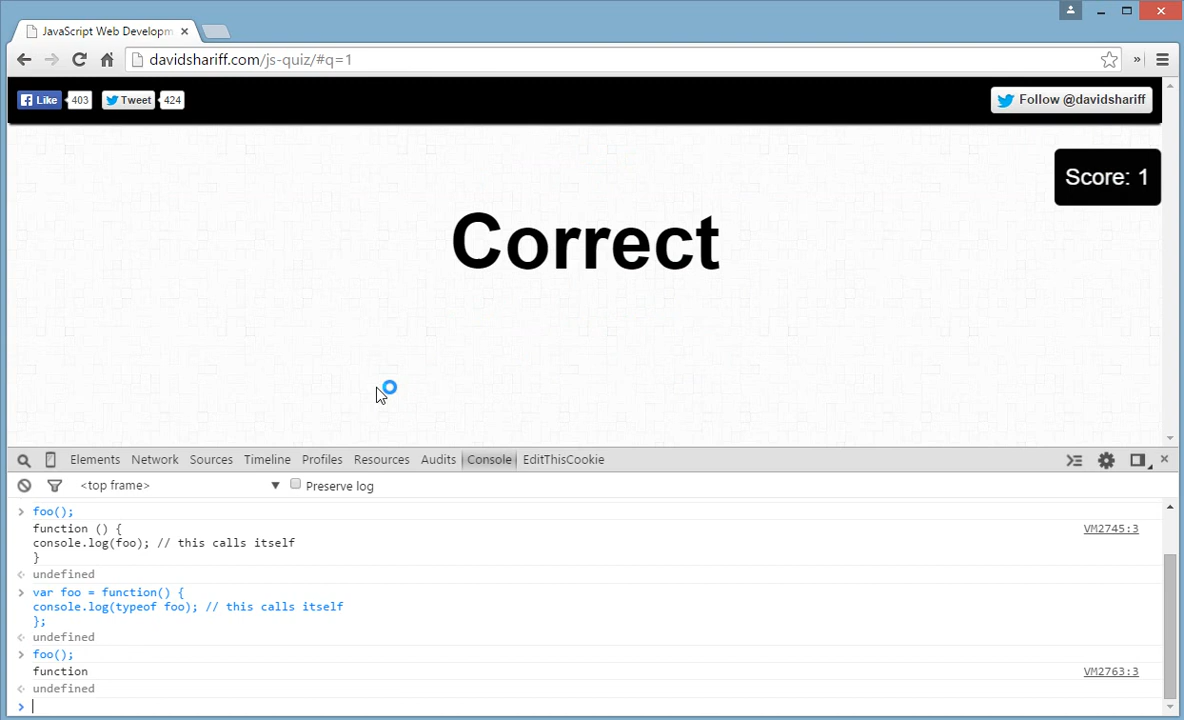 JavaScript Web Developm
davidshariff.com/js-quiz/#q=1
Like 403 Tweet 424 Follow @davidshariff
Score: 1
Correct
Elements Network Sources Timeline Profiles Resources Audits Console EditThisCookie
<top frame> Preserve log
foo();
function () { VM2745:3
console.log(foo); // this calls itself
}
undefined
var foo = function() {
console.log(typeof foo); // this calls itself
};
undefined
foo();
function VM2763:3
undefined